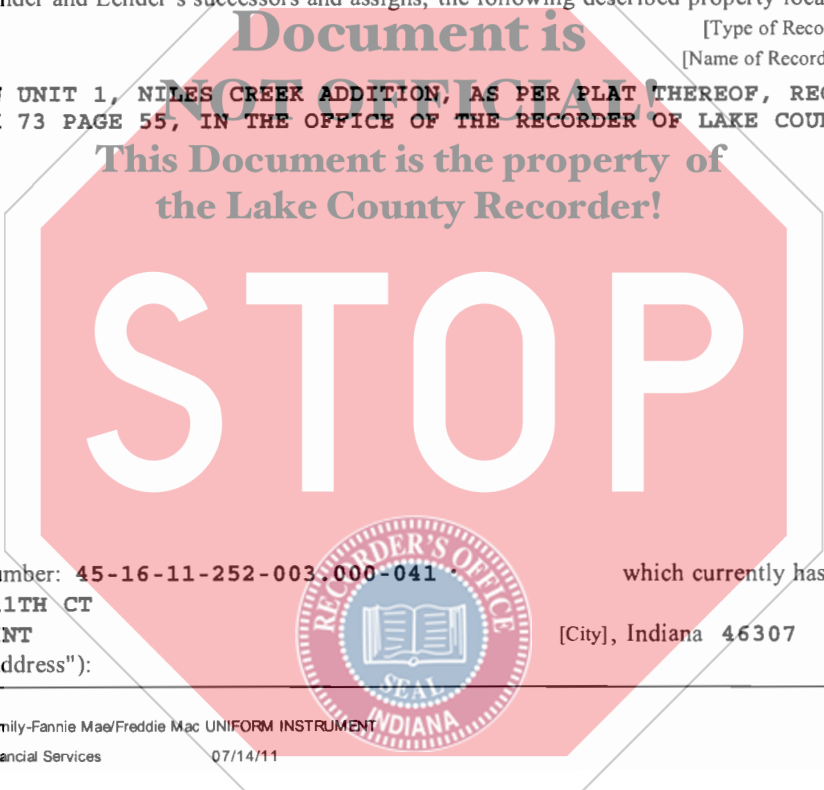 nder and Lender's successors and assigns, the following described property loca
Document is
[Type of Reco
[Name of Record
NOT OFFICIAL!
UNIT 1, NILES CREEK ADDITION, AS PER PLAT THEREOF, REC
73 PAGE 55, IN THE OFFICE OF THE RECORDER OF LAKE COUN
This Document is the property of
the Lake County Recorder!
STOP
RECORDER'S OFFICE
SEAL
INDIANA
umber: 45-16-11-252-003.000-041
which currently has
1TH CT
INT
[City], Indiana 46307
ddress"):
mily-Fannie Mae/Freddie Mac UNIFORM INSTRUMENT
ancial Services
07/14/11